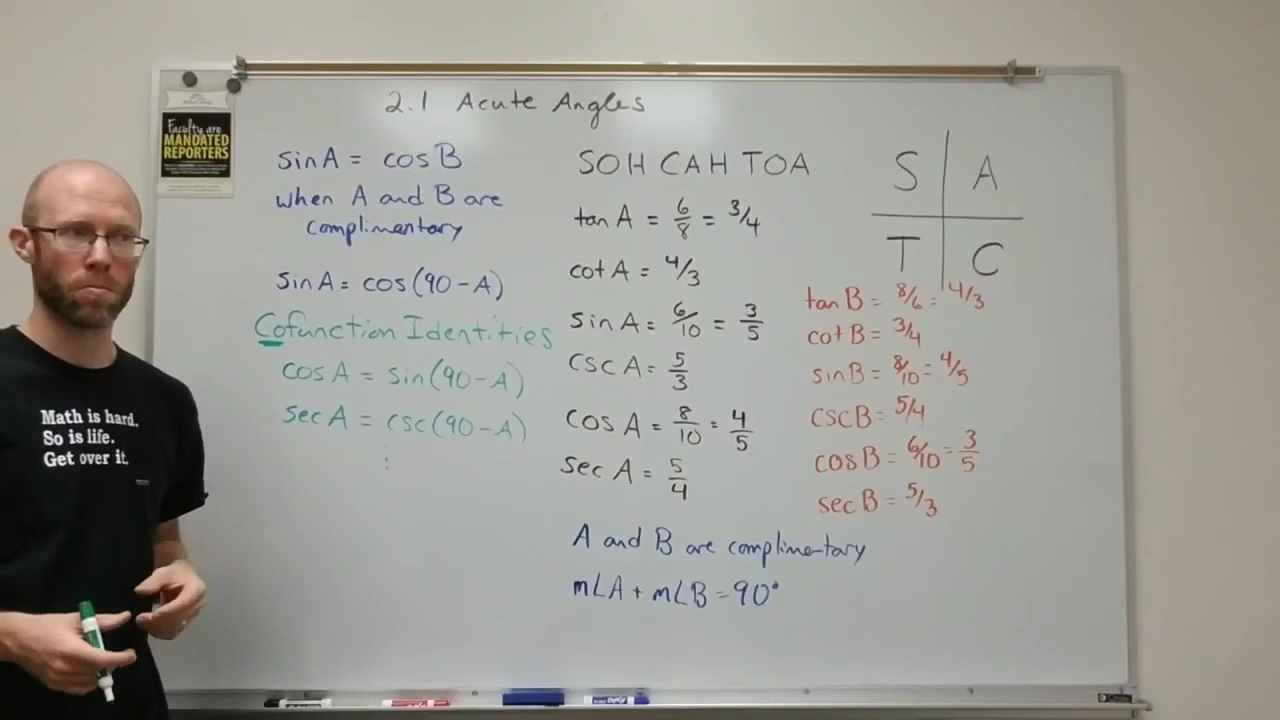 2.1 Acute Angles
Faculty are
MANDATED
REPORTERS
sin A = cos B
when A and B are
complimentary
sin A = cos(90 - A)
Cofunction Identities
cos A = sin(90 - A)
sec A = csc(90 - A)
⋮
SOH CAH TOA
tan A = 6/8 = 3/4
cot A = 4/3
sin A = 6/10 = 3/5
csc A = 5/3
cos A = 8/10 = 4/5
sec A = 5/4
A and B are complimentary
m∠A + m∠B = 90°
S A
T C
tan B = 8/6 = 4/3
cot B = 3/4
sin B = 8/10 = 4/5
csc B = 5/4
cos B = 6/10 = 3/5
sec B = 5/3
Math is hard.
So is life.
Get over it.
EXPO